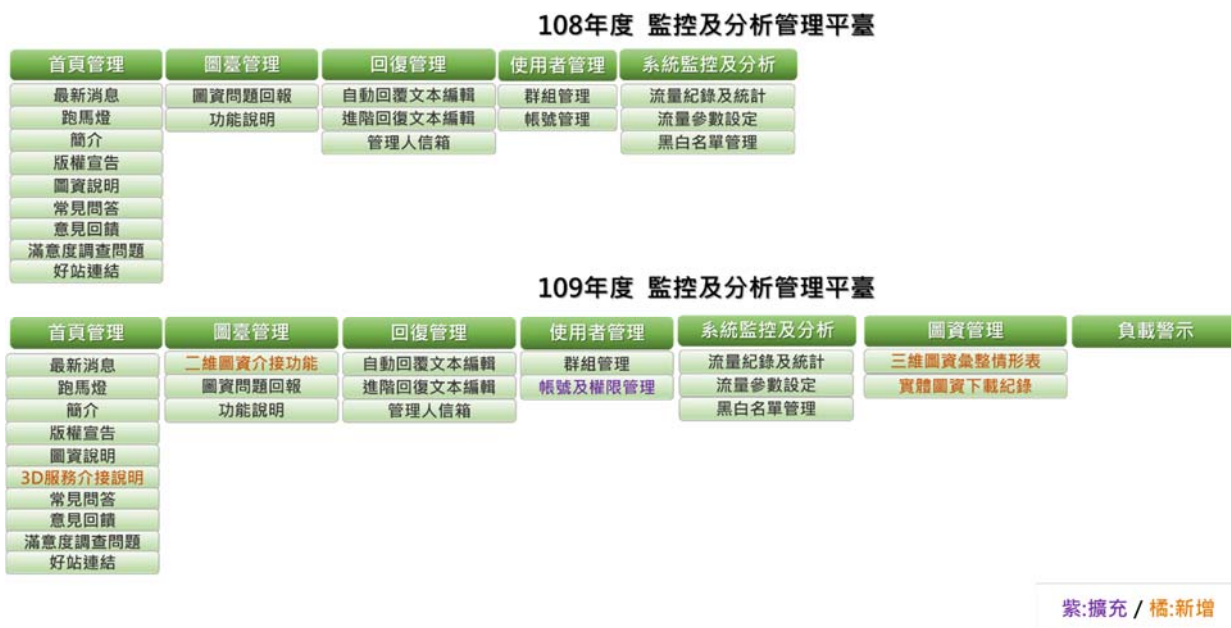 108年度 監控及分析管理平臺
首頁管理 圖臺管理 回復管理 使用者管理 系統監控及分析
最新消息 圖資問題回報 自動回覆文本編輯 群組管理 流量紀錄及統計
跑馬燈 功能說明 進階回復文本編輯 帳號管理 流量參數設定
簡介 管理人信箱 黑白名單管理
版權宣告
圖資說明
常見問答
意見回饋
滿意度調查問題
好站連結
109年度 監控及分析管理平臺
首頁管理 圖臺管理 回復管理 使用者管理 系統監控及分析 圖資管理 負載警示
最新消息 二維圖資介接功能 自動回覆文本編輯 群組管理 流量紀錄及統計 三維圖資彙整情形表
跑馬燈 圖資問題回報 進階回復文本編輯 帳號及權限管理 流量參數設定 實體圖資下載紀錄
簡介 功能說明 管理人信箱 黑白名單管理
版權宣告
圖資說明
3D服務介接說明
常見問答
意見回饋
滿意度調查問題
好站連結
紫:擴充 / 橘:新增